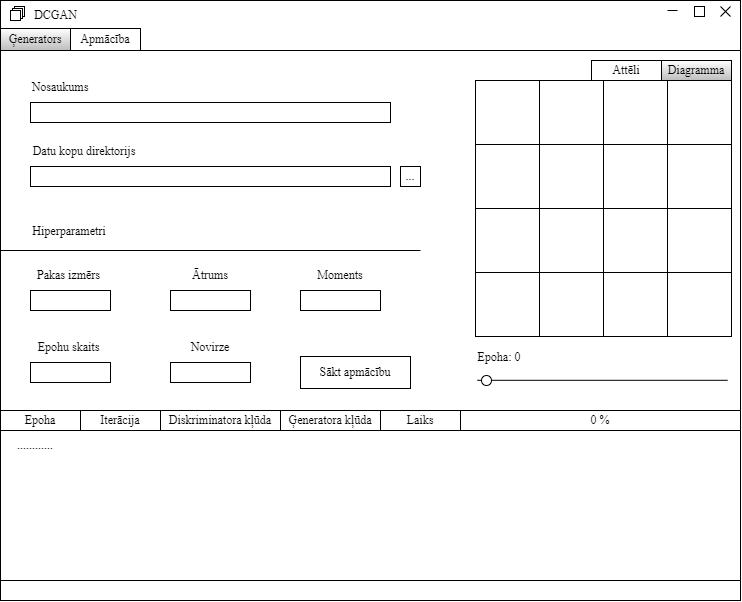 DCGAN
Ģenerators Apmācība
Attēli Diagramma
Nosaukums
Datu kopu direktorijs
...
Hiperparametri
Pakas izmērs Ātrums Moments
Epohu skaits Novirze
Sākt apmācību
Epoha: 0
Epoha Iterācija Diskriminatora kļūda Ģeneratora kļūda Laiks 0 %
............